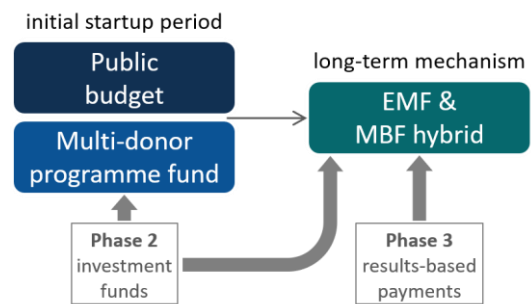 initial startup period
Public
budget
Multi-donor
programme fund
long-term mechanism
EMF &
MBF hybrid
Phase 2
investment
funds
Phase 3
results-based
payments